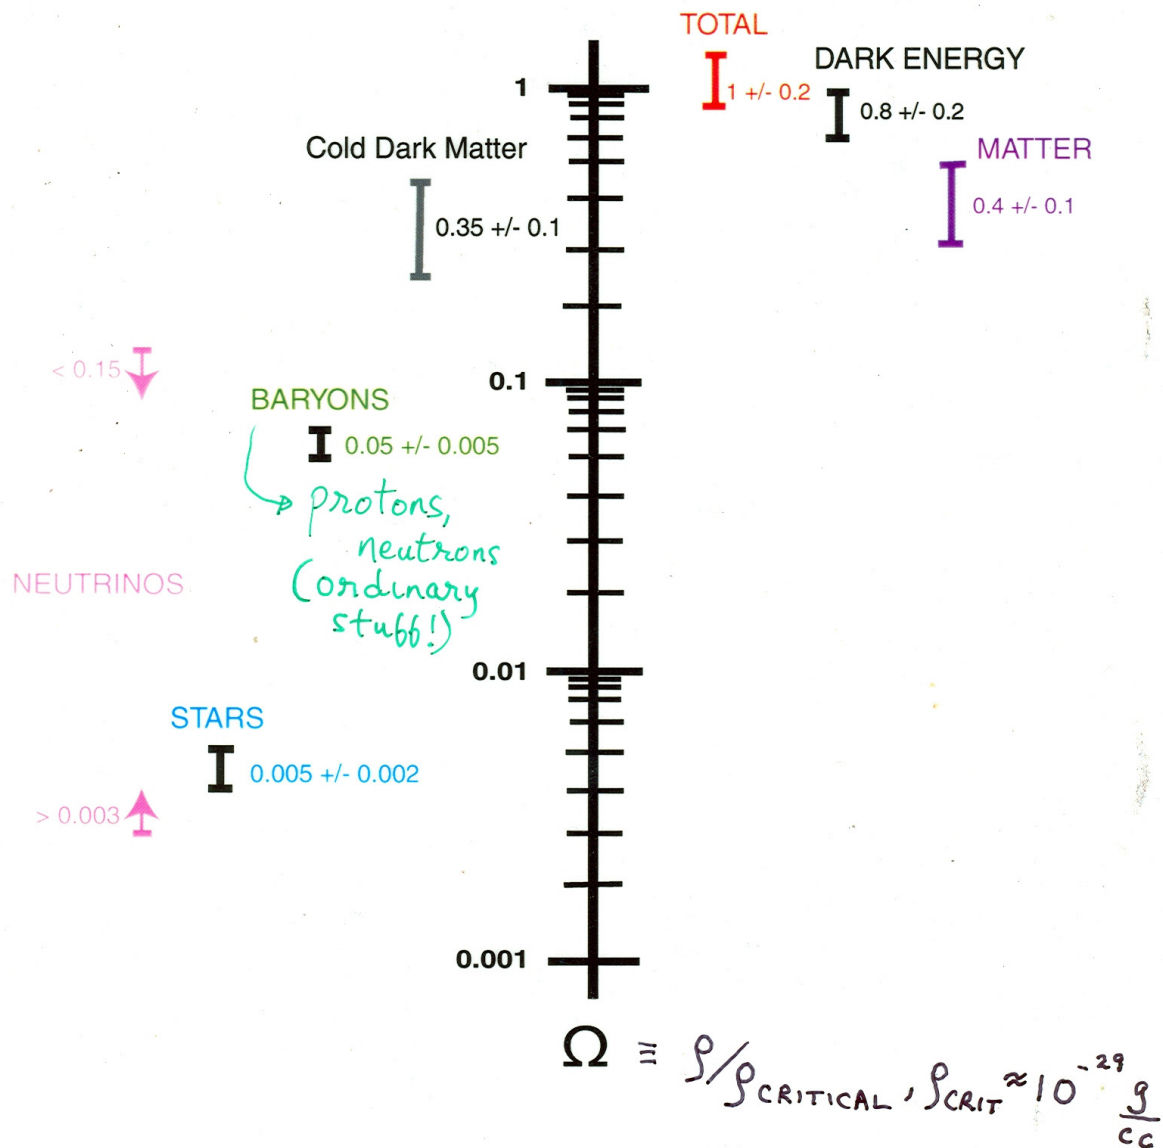 TOTAL
1 +/- 0.2
DARK ENERGY
0.8 +/- 0.2
MATTER
0.4 +/- 0.1
Cold Dark Matter
0.35 +/- 0.1
1
< 0.15
0.1
BARYONS
0.05 +/- 0.005
protons,
neutrons
(ordinary
stuff!)
NEUTRINOS
0.01
STARS
0.005 +/- 0.002
> 0.003
0.001
Ω ≡ ρ/ρCRITICAL, ρCRIT ≈ 10⁻²⁹ g/cc